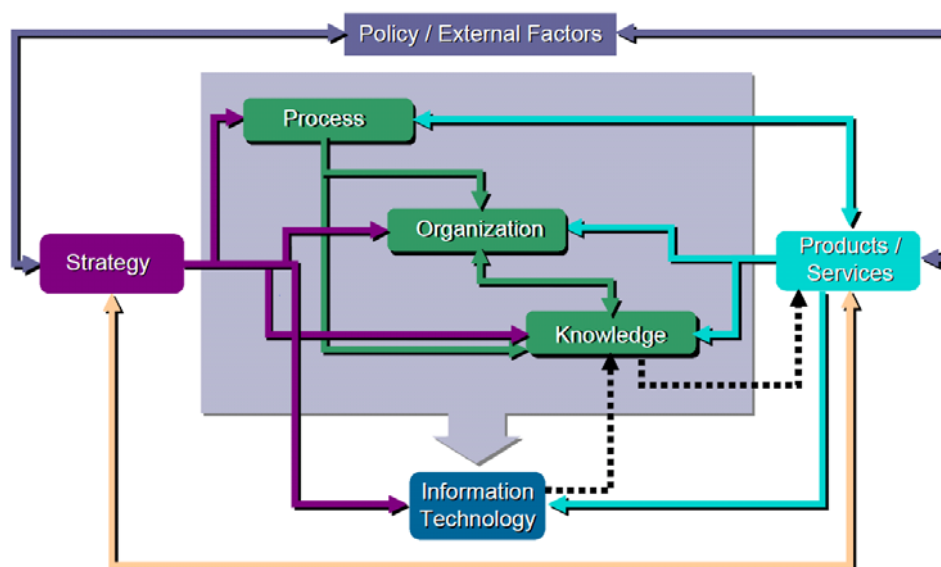 Policy / External Factors
Process
Organization
Strategy
Products /
Services
Knowledge
Information
Technology